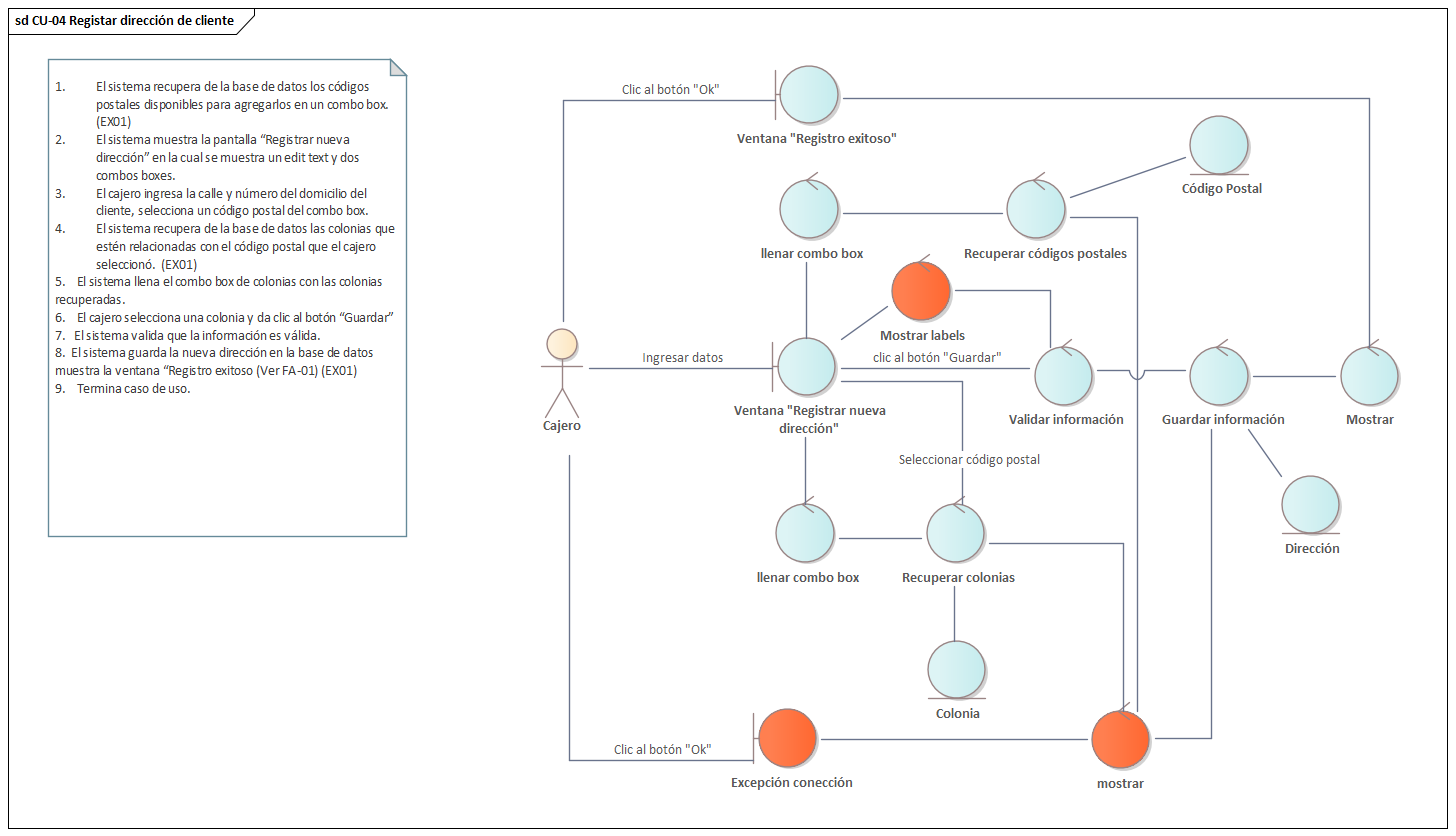 sd CU-04 Registar dirección de cliente
1. El sistema recupera de la base de datos los códigos
postales disponibles para agregarlos en un combo box.
(EX01)
2. El sistema muestra la pantalla “Registrar nueva
dirección” en la cual se muestra un edit text y dos
combos boxes.
3. El cajero ingresa la calle y número del domicilio del
cliente, selecciona un código postal del combo box.
4. El sistema recupera de la base de datos las colonias que
estén relacionadas con el código postal que el cajero
seleccionó. (EX01)
5. El sistema llena el combo box de colonias con las colonias
recuperadas.
6. El cajero selecciona una colonia y da clic al botón “Guardar”
7. El sistema valida que la información es válida.
8. El sistema guarda la nueva dirección en la base de datos
muestra la ventana “Registro exitoso (Ver FA-01) (EX01)
9. Termina caso de uso.
Clic al botón "Ok"
Ventana "Registro exitoso"
Código Postal
llenar combo box
Recuperar códigos postales
Mostrar labels
Ingresar datos
clic al botón "Guardar"
Cajero
Ventana "Registrar nueva
dirección"
Validar información
Guardar información
Mostrar
Seleccionar código postal
Dirección
llenar combo box
Recuperar colonias
Colonia
Clic al botón "Ok"
Excepción conección
mostrar